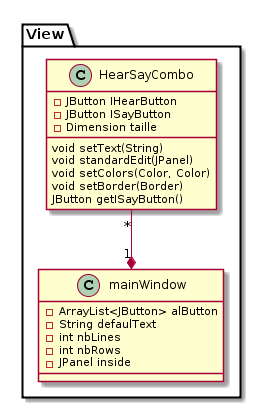 View
C HearSayCombo
JButton IHearButton
JButton ISayButton
Dimension taille
void setText(String)
void standardEdit(JPanel)
void setColors(Color, Color)
void setBorder(Border)
JButton getISayButton()
*
1
C mainWindow
ArrayList<JButton> alButton
String defaulText
int nbLines
int nbRows
JPanel inside